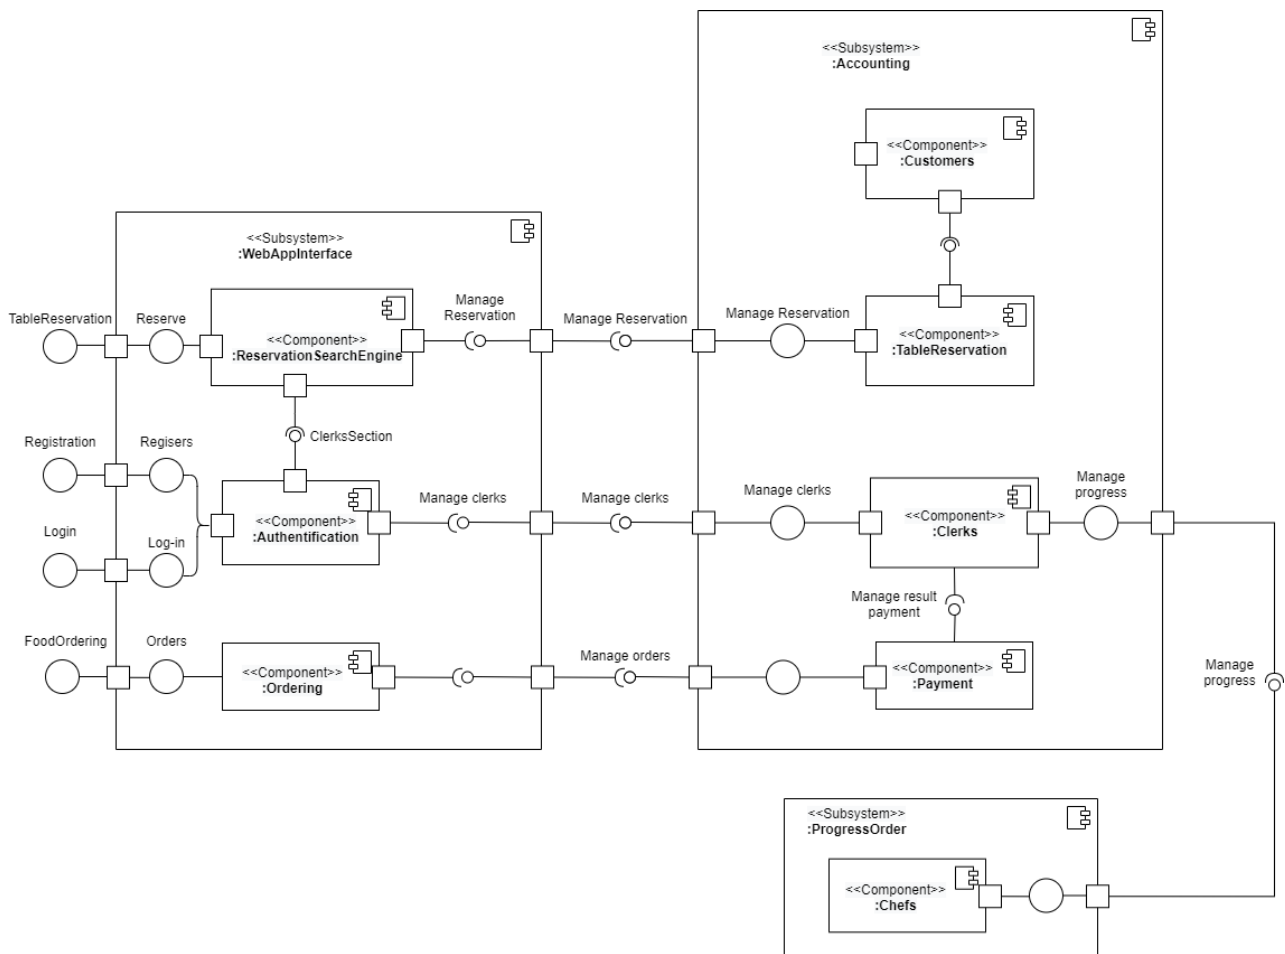 <<Subsystem>>
:Accounting
<<Component>>
:Customers
<<Subsystem>>
:WebAppInterface
TableReservation
Reserve
<<Component>>
:ReservationSearchEngine
Manage
Reservation
Manage Reservation
Manage Reservation
<<Component>>
:TableReservation
ClerksSection
Registration
Regisers
Login
Log-in
<<Component>>
:Authentification
Manage clerks
Manage clerks
Manage clerks
<<Component>>
:Clerks
Manage
progress
Manage result
payment
FoodOrdering
Orders
<<Component>>
:Ordering
Manage orders
<<Component>>
:Payment
Manage
progress
<<Subsystem>>
:ProgressOrder
<<Component>>
:Chefs